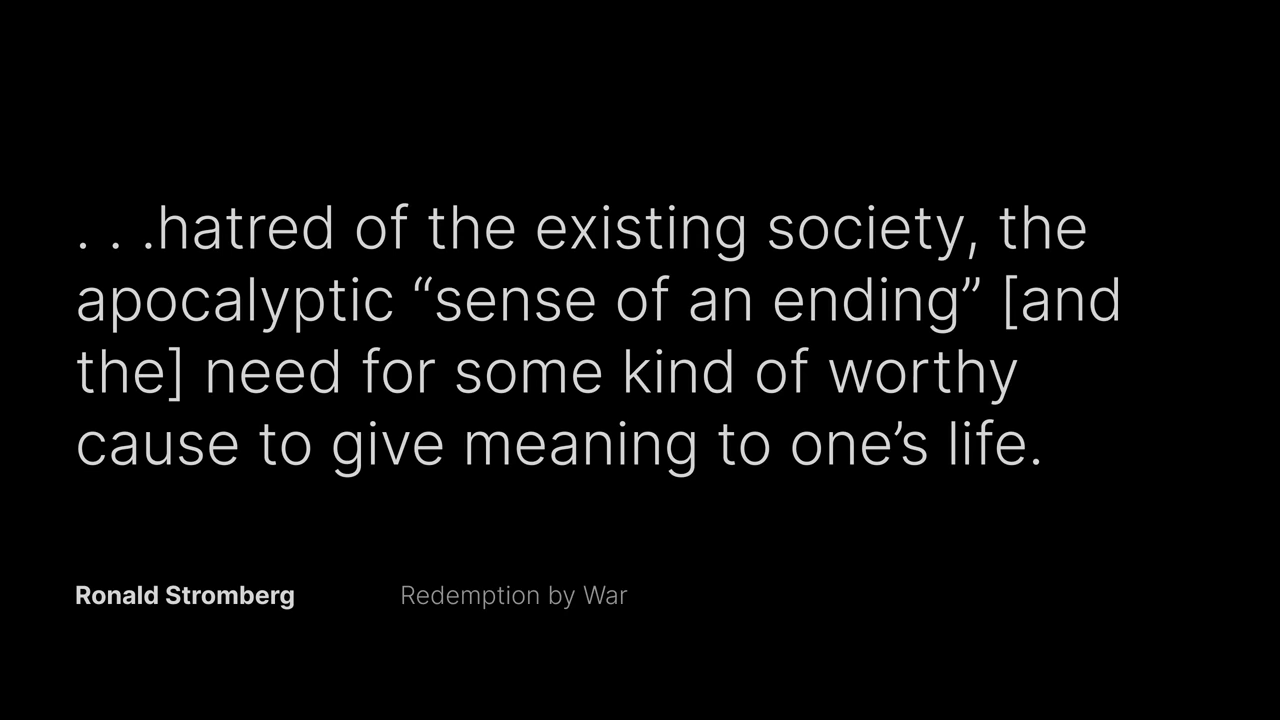 . . .hatred of the existing society, the
apocalyptic “sense of an ending” [and
the] need for some kind of worthy
cause to give meaning to one’s life.
Ronald Stromberg
Redemption by War